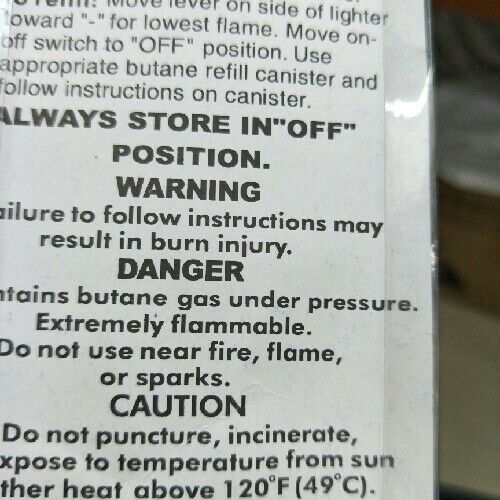 refill: Move lever on side of lighter
toward "-" for lowest flame. Move on-
off switch to "OFF" position. Use
appropriate butane refill canister and
follow instructions on canister.
ALWAYS STORE IN"OFF"
POSITION.
WARNING
ailure to follow instructions may
result in burn injury.
DANGER
ntains butane gas under pressure.
Extremely flammable.
Do not use near fire, flame,
or sparks.
CAUTION
Do not puncture, incinerate,
xpose to temperature from sun
ther heat above 120°F (49°C).